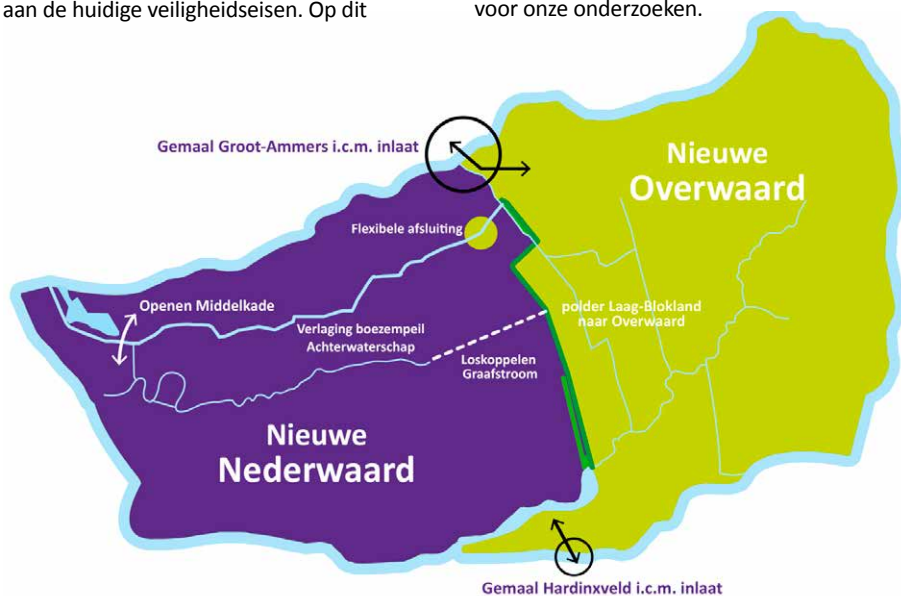 aan de huidige veiligheidseisen. Op dit
voor onze onderzoeken.
Gemaal Groot-Ammers i.c.m. inlaat
Nieuwe
Overwaard
Flexibele afsluiting
Openen Middelkade
Verlaging boezempeil
Achterwaterschap
polder Laag-Blokland
naar Overwaard
Loskoppelen
Graafstroom
Nieuwe
Nederwaard
Gemaal Hardinxveld i.c.m. inlaat